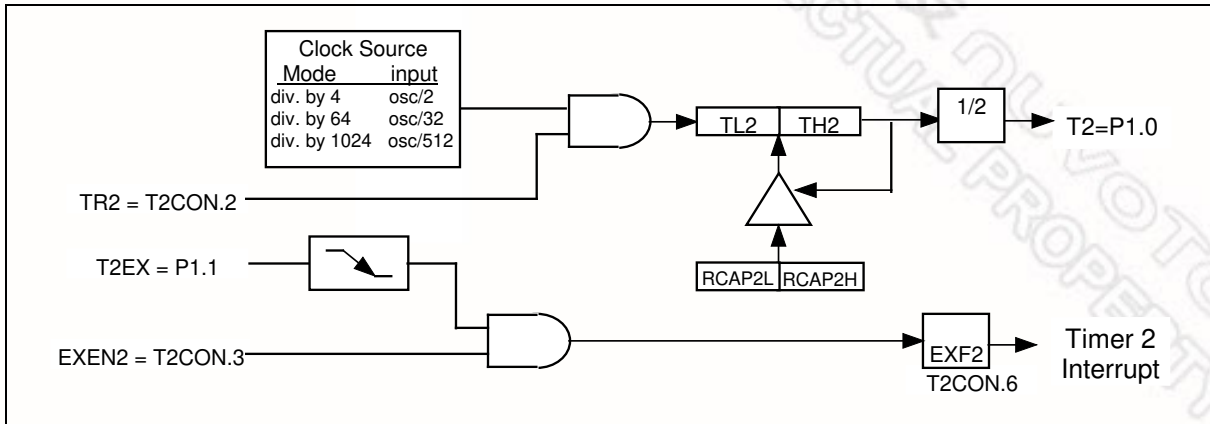 Clock Source
Mode input
div. by 4 osc/2
div. by 64 osc/32
div. by 1024 osc/512
TL2 TH2
1/2
T2=P1.0
TR2 = T2CON.2
T2EX = P1.1
RCAP2L RCAP2H
EXEN2 = T2CON.3
EXF2
T2CON.6
Timer 2
Interrupt